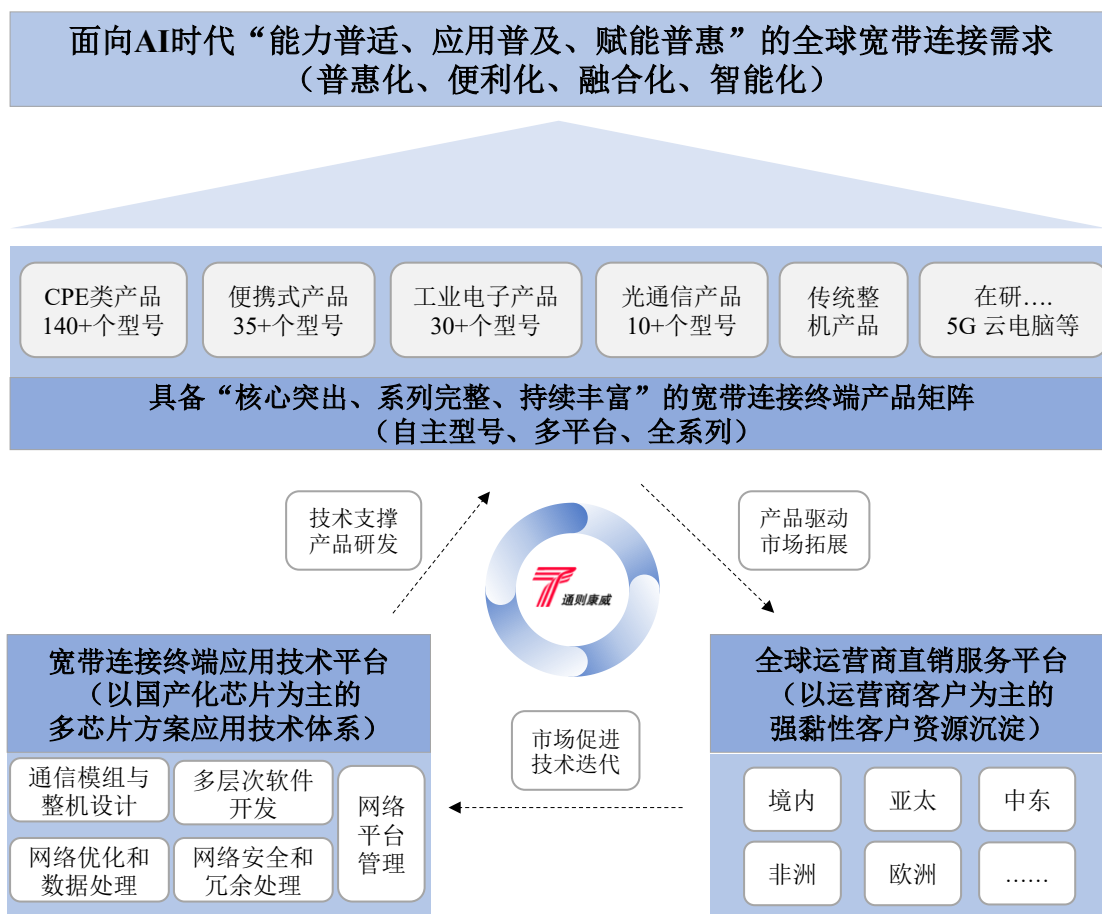 面向AI时代“能力普适、应用普及、赋能普惠”的全球宽带连接需求
（普惠化、便利化、融合化、智能化）
CPE类产品
140+个型号
便携式产品
35+个型号
工业电子产品
30+个型号
光通信产品
10+个型号
传统整
机产品
在研….
5G 云电脑等
具备“核心突出、系列完整、持续丰富”的宽带连接终端产品矩阵
（自主型号、多平台、全系列）
技术支撑
产品研发
产品驱动
市场拓展
通则康威
宽带连接终端应用技术平台
（以国产化芯片为主的
多芯片方案应用技术体系）
全球运营商直销服务平台
（以运营商客户为主的
强黏性客户资源沉淀）
市场促进
技术迭代
通信模组与
整机设计
多层次软件
开发
网络
平台
管理
网络优化和
数据处理
网络安全和
冗余处理
境内
亚太
中东
非洲
欧洲
……